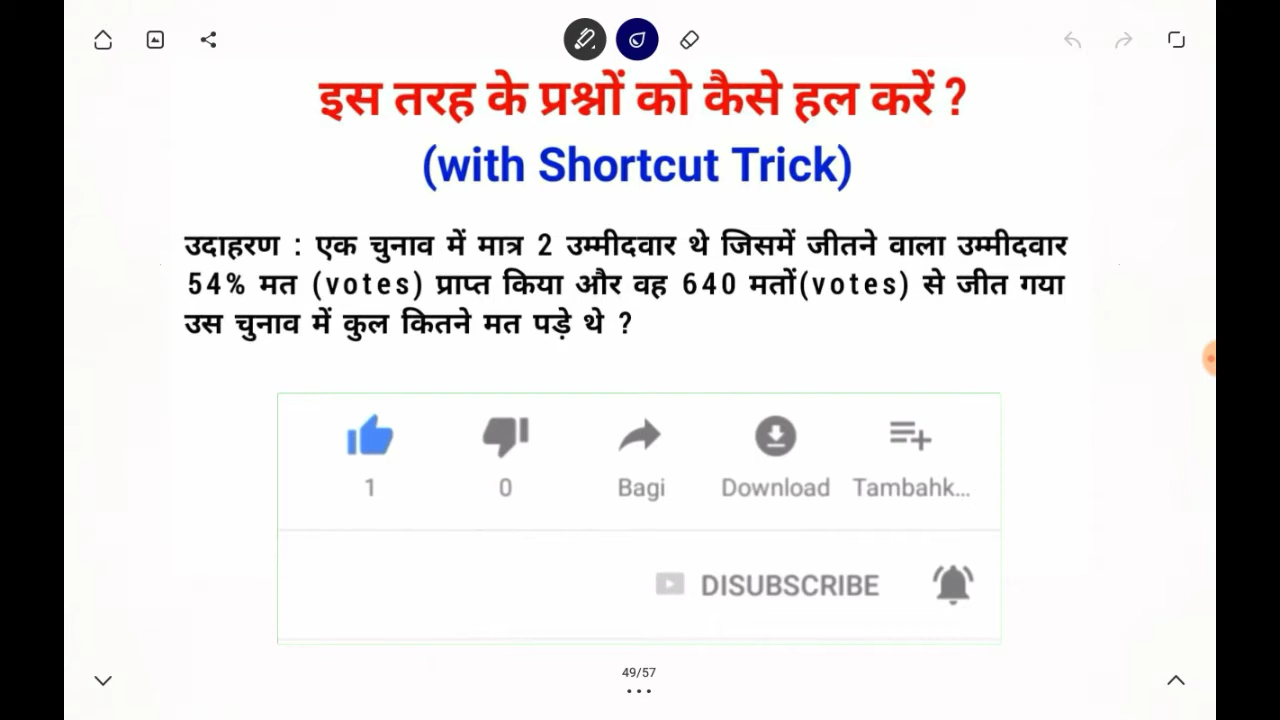 इस तरह के प्रश्नों को कैसे हल करें ?
(with Shortcut Trick)
उदाहरण : एक चुनाव में मात्र 2 उम्मीदवार थे जिसमें जीतने वाला उम्मीदवार
54% मत (votes) प्राप्त किया और वह 640 मतों(votes) से जीत गया
उस चुनाव में कुल कितने मत पड़े थे ?
1 0 Bagi Download Tambahk...
DISUBSCRIBE
49/57